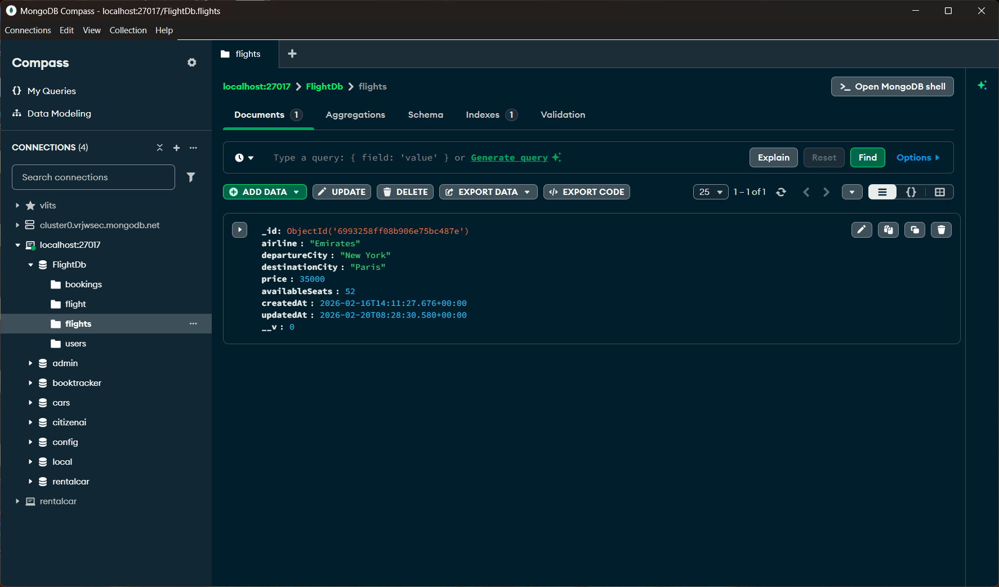 MongoDB Compass - localhost:27017/FlightDb.flights
Connections Edit View Collection Help
Compass
{} My Queries
Data Modeling
CONNECTIONS (4)
Search connections
vlits
cluster0.vrjwsec.mongodb.net
localhost:27017
FlightDb
bookings
flight
flights
users
admin
booktracker
cars
citizenai
config
local
rentalcar
rentalcar
flights
localhost:27017 > FlightDb > flights
>_ Open MongoDB shell
Documents 1 Aggregations Schema Indexes 1 Validation
Type a query: { field: 'value' } or Generate query
Explain Reset Find Options
ADD DATA UPDATE DELETE EXPORT DATA </> EXPORT CODE
25 1 – 1 of 1 {}
_id: ObjectId('6993258ff08b906e75bc487e')
airline : "Emirates"
departureCity : "New York"
destinationCity : "Paris"
price : 35000
availableSeats : 52
createdAt : 2026-02-16T14:11:27.676+00:00
updatedAt : 2026-02-20T08:28:30.580+00:00
__v : 0